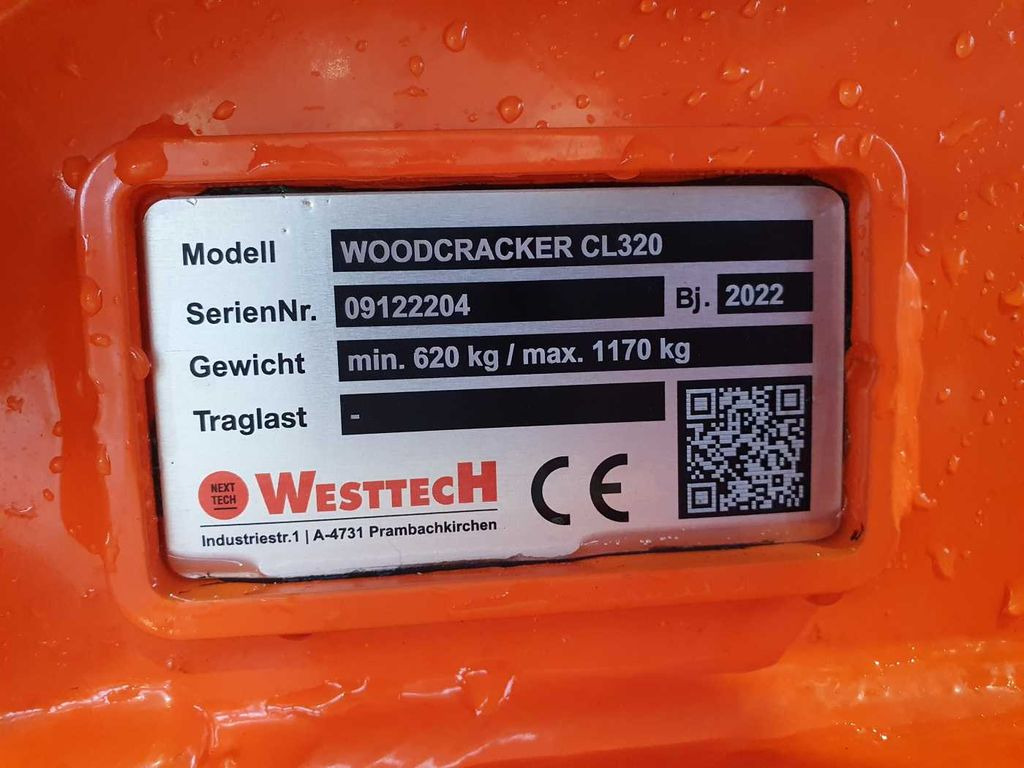 Modell WOODCRACKER CL320
SerienNr. 09122204 Bj. 2022
Gewicht min. 620 kg / max. 1170 kg
Traglast -
NEXT
TECH
WESTTECH
CE
Industriestr.1 | A-4731 Prambachkirchen